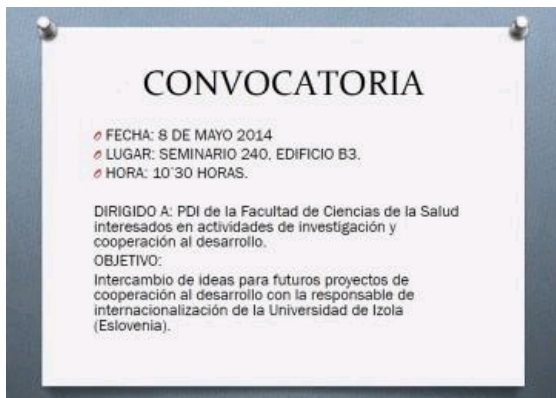 CONVOCATORIA
FECHA: 8 DE MAYO 2014
LUGAR: SEMINARIO 240, EDIFICIO B3.
HORA: 10´30 HORAS.
DIRIGIDO A: PDI de la Facultad de Ciencias de la Salud
interesados en actividades de investigación y
cooperación al desarrollo.
OBJETIVO:
Intercambio de ideas para futuros proyectos de
cooperación al desarrollo con la responsable de
internacionalización de la Universidad de Izola
(Eslovenia).